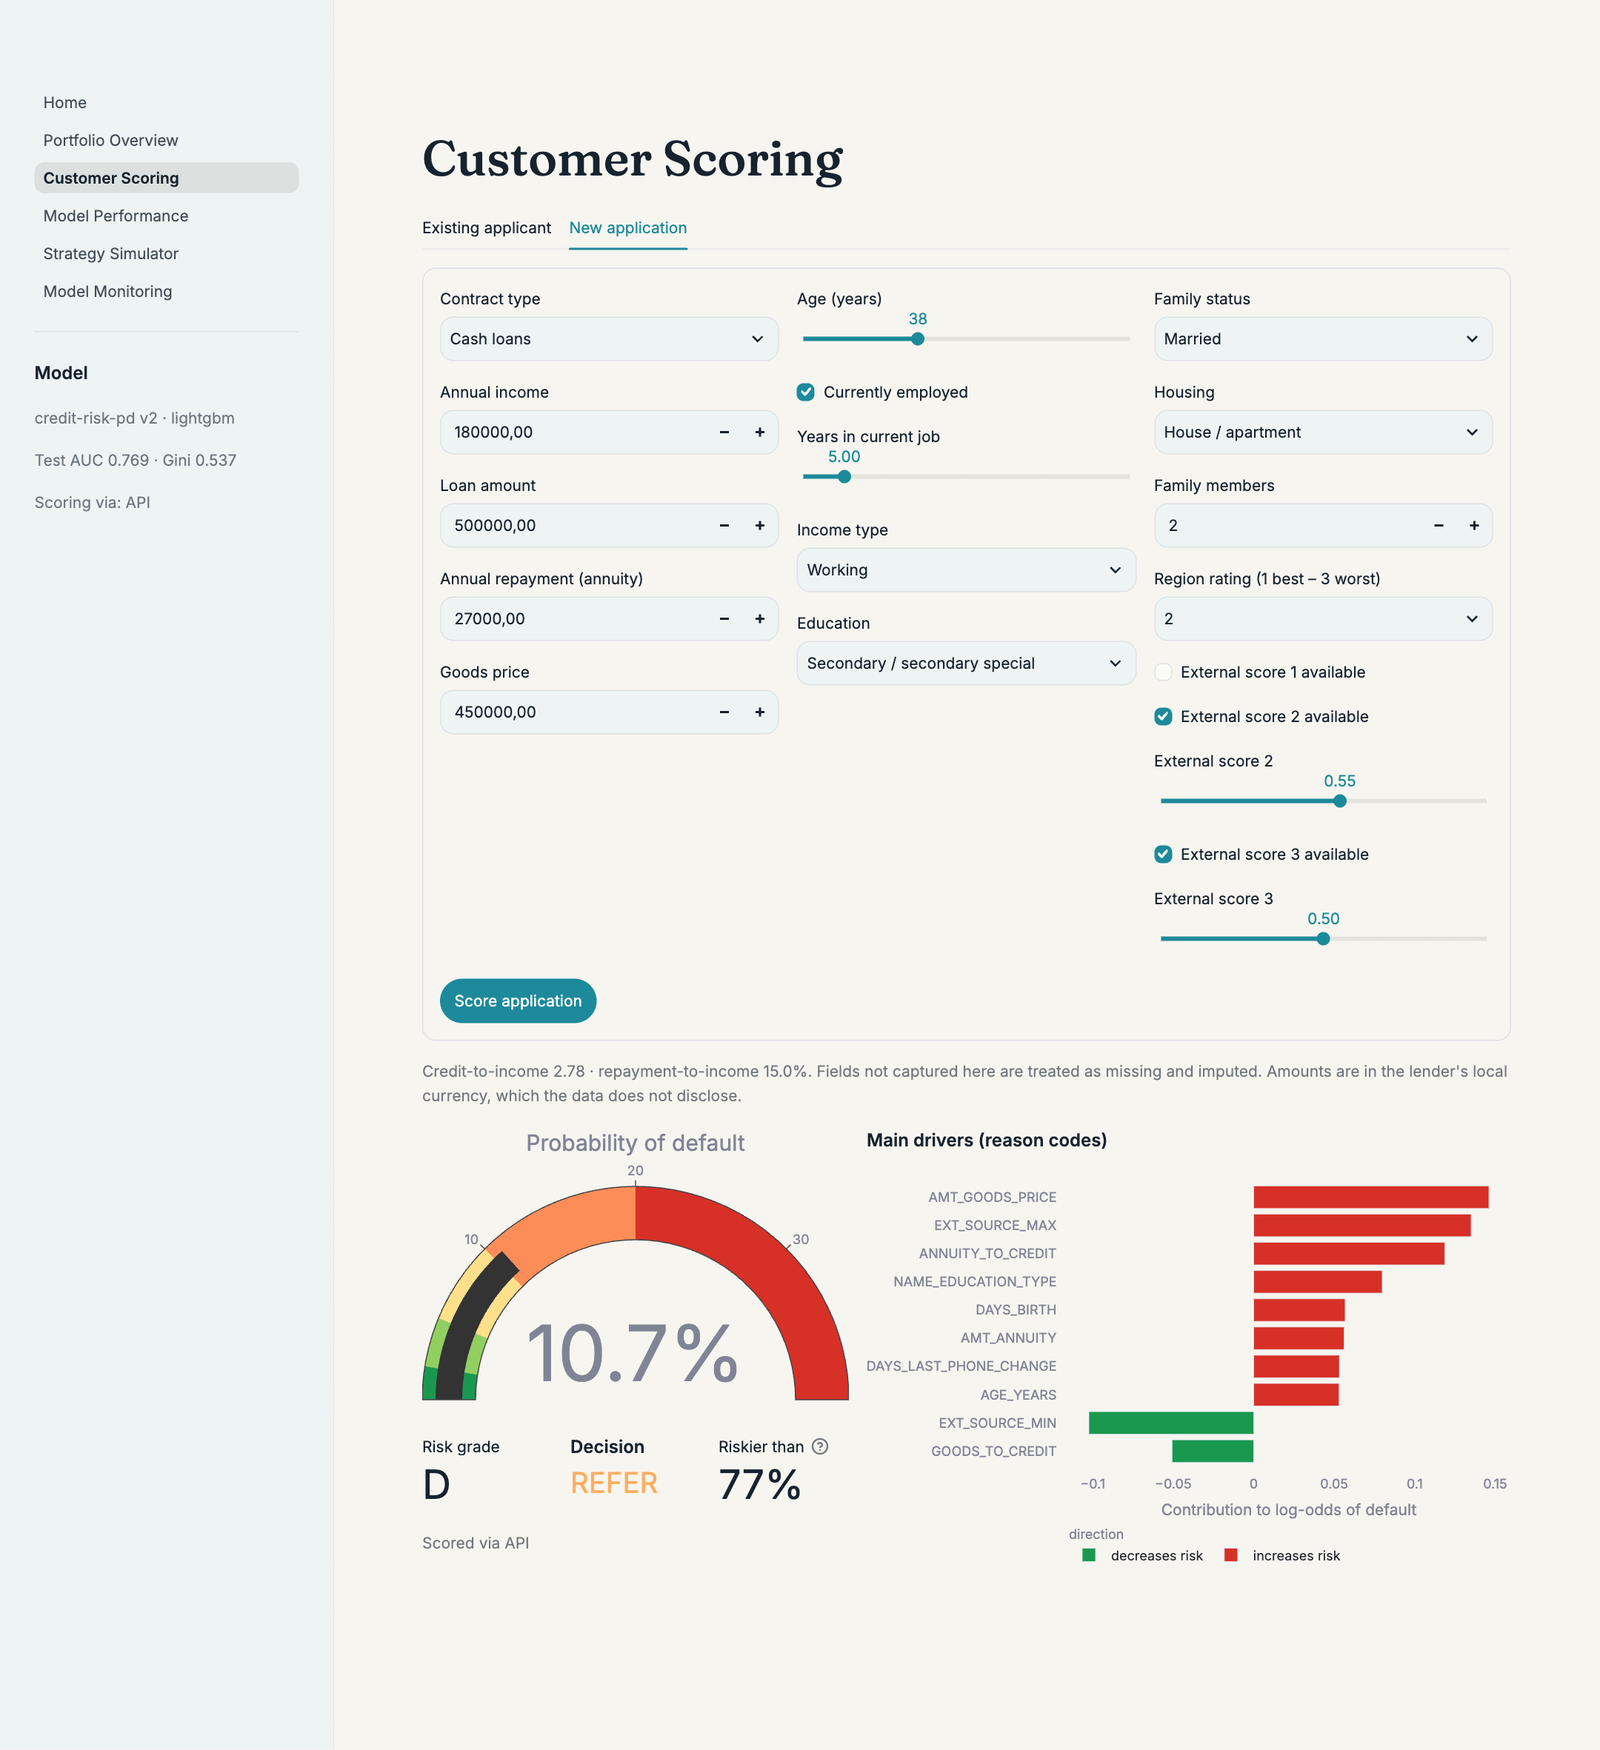 Home
Portfolio Overview
Customer Scoring
Model Performance
Strategy Simulator
Model Monitoring
Model
credit-risk-pd v2 · lightgbm
Test AUC 0.769 · Gini 0.537
Scoring via: API
Customer Scoring
Existing applicant
New application
Contract type
Cash loans
Annual income
180000,00
Loan amount
500000,00
Annual repayment (annuity)
27000,00
Goods price
450000,00
Age (years)
38
Currently employed
Years in current job
5.00
Income type
Working
Education
Secondary / secondary special
Family status
Married
Housing
House / apartment
Family members
2
Region rating (1 best – 3 worst)
2
External score 1 available
External score 2 available
External score 2
0.55
External score 3 available
External score 3
0.50
Score application
Credit-to-income 2.78 · repayment-to-income 15.0%. Fields not captured here are treated as missing and imputed. Amounts are in the lender's local
currency, which the data does not disclose.
Probability of default
10
20
30
10.7%
Risk grade
D
Decision
REFER
Riskier than
77%
Scored via API
Main drivers (reason codes)
AMT_GOODS_PRICE
EXT_SOURCE_MAX
ANNUITY_TO_CREDIT
NAME_EDUCATION_TYPE
DAYS_BIRTH
AMT_ANNUITY
DAYS_LAST_PHONE_CHANGE
AGE_YEARS
EXT_SOURCE_MIN
GOODS_TO_CREDIT
−0.1 −0.05 0 0.05 0.1 0.15
Contribution to log-odds of default
direction
decreases risk
increases risk